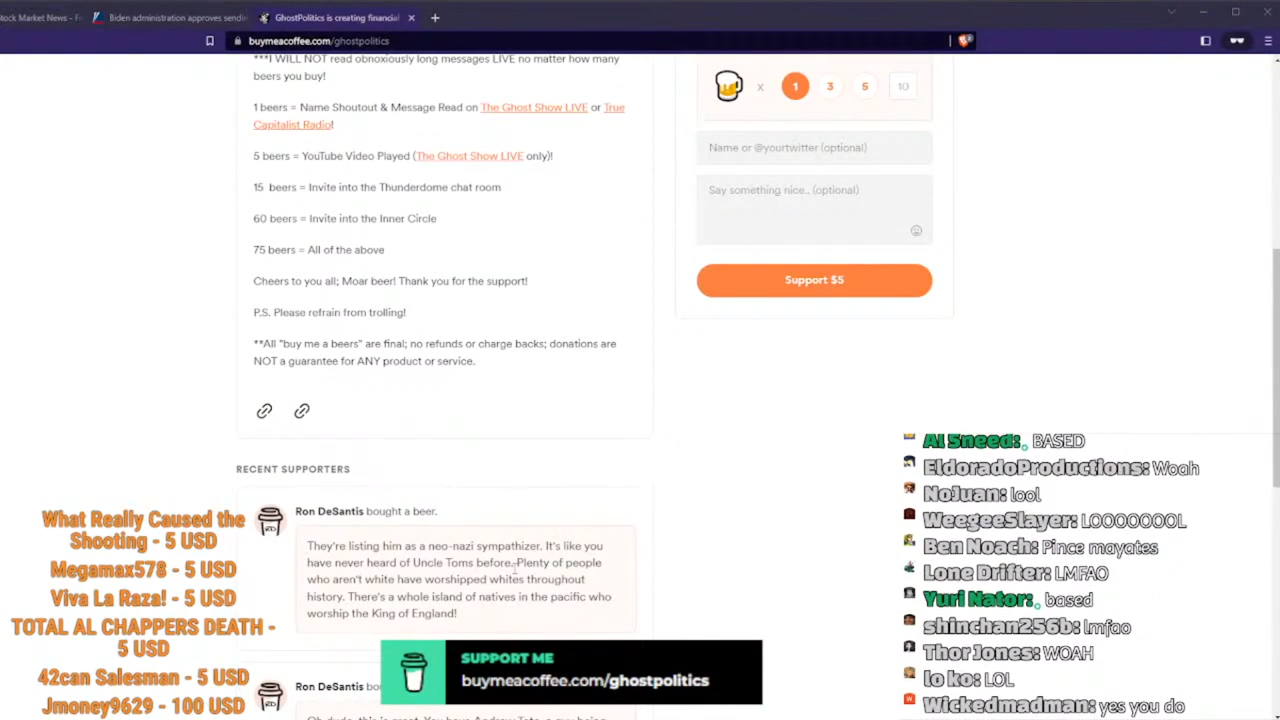 Stock Market News - Fi
Biden administration approves sendin
GhostPolitics is creating financial
buymeacoffee.com/ghostpolitics
***I WILL NOT read obnoxiously long messages LIVE no matter how many
beers you buy!
1 beers = Name Shoutout & Message Read on The Ghost Show LIVE or True
Capitalist Radio!
5 beers = YouTube Video Played (The Ghost Show LIVE only)!
15 beers = Invite into the Thunderdome chat room
60 beers = Invite into the Inner Circle
75 beers = All of the above
Cheers to you all; Moar beer! Thank you for the support!
P.S. Please refrain from trolling!
**All "buy me a beers" are final; no refunds or charge backs; donations are
NOT a guarantee for ANY product or service.
x 1 3 5 10
Name or @yourtwitter (optional)
Say something nice.. (optional)
Support $5
RECENT SUPPORTERS
Ron DeSantis bought a beer.
They're listing him as a neo-nazi sympathizer. It's like you
have never heard of Uncle Toms before. Plenty of people
who aren't white have worshipped whites throughout
history. There's a whole island of natives in the pacific who
worship the King of England!
Ron DeSantis bo
What Really Caused the
Shooting - 5 USD
Megamax578 - 5 USD
Viva La Raza! - 5 USD
TOTAL AL CHAPPERS DEATH -
5 USD
42can Salesman - 5 USD
Jmoney9629 - 100 USD
SUPPORT ME
buymeacoffee.com/ghostpolitics
Al Sneed: BASED
EldoradoProductions: Woah
NoJuan: lool
WeegeeSlayer: LOOOOOOOL
Ben Noach: Pince mayates
Lone Drifter: LMFAO
Yuri Nator: based
shinchan256b: lmfao
Thor Jones: WOAH
lo ko: LOL
Wickedmadman: yes you do